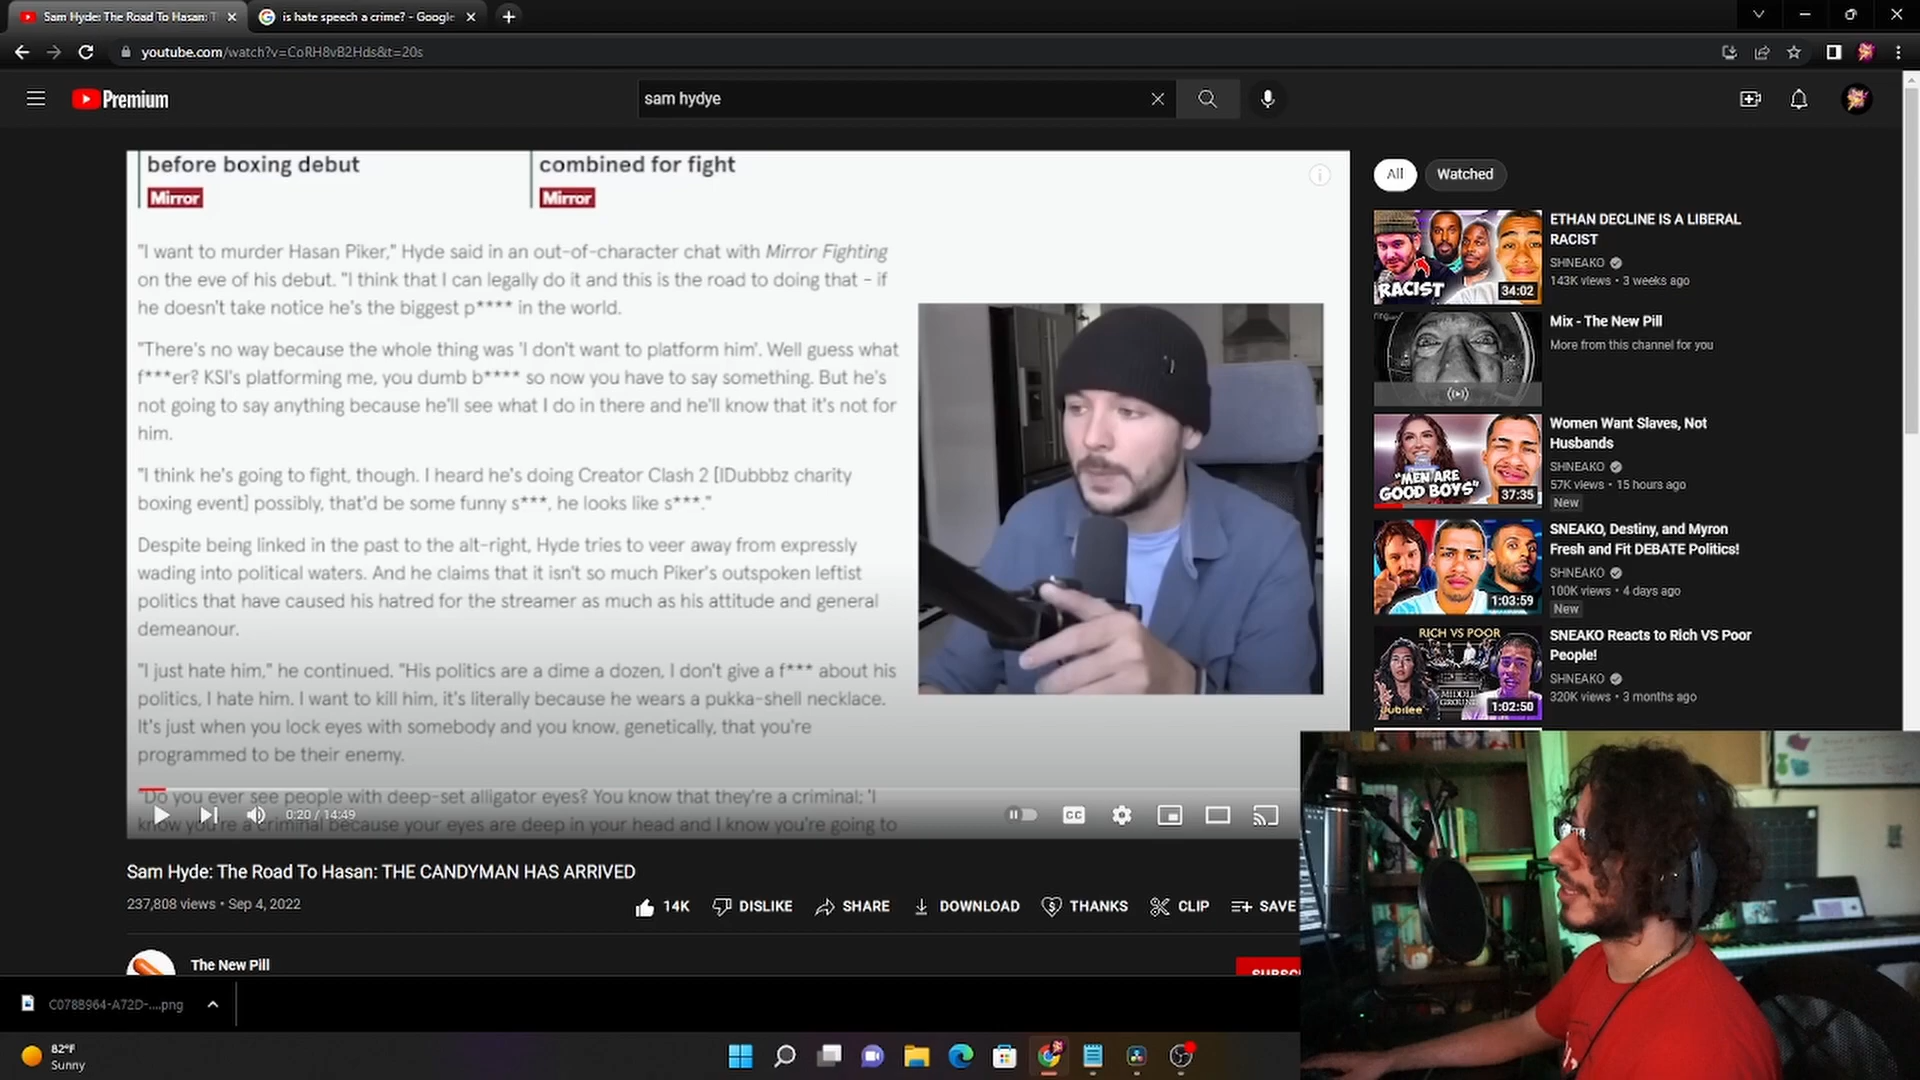 Sam Hyde: The Road To Hasan: T
is hate speech a crime? - Google
youtube.com/watch?v=CoRH8vB2Hds&t=20s
Premium
sam hydye
before boxing debut
combined for fight
Mirror
Mirror
"I want to murder Hasan Piker," Hyde said in an out-of-character chat with Mirror Fighting
on the eve of his debut. "I think that I can legally do it and this is the road to doing that – if
he doesn't take notice he's the biggest p**** in the world.
"There's no way because the whole thing was 'I don't want to platform him'. Well guess what
f***er? KSI's platforming me, you dumb b**** so now you have to say something. But he's
not going to say anything because he'll see what I do in there and he'll know that it's not for
him.
"I think he's going to fight, though. I heard he's doing Creator Clash 2 [IDubbbz charity
boxing event] possibly, that'd be some funny s***, he looks like s***."
Despite being linked in the past to the alt-right, Hyde tries to veer away from expressly
wading into political waters. And he claims that it isn't so much Piker's outspoken leftist
politics that have caused his hatred for the streamer as much as his attitude and general
demeanour.
"I just hate him," he continued. "His politics are a dime a dozen, I don't give a f*** about his
politics, I hate him. I want to kill him, it's literally because he wears a pukka-shell necklace.
It's just when you lock eyes with somebody and you know, genetically, that you're
programmed to be their enemy.
"Do you ever see people with deep-set alligator eyes? You know that they're a criminal; 'I
know you're a criminal because your eyes are deep in your head and I know you're going to
0:20 / 14:49
CC
Sam Hyde: The Road To Hasan: THE CANDYMAN HAS ARRIVED
237,808 views • Sep 4, 2022
14K
DISLIKE
SHARE
DOWNLOAD
THANKS
CLIP
SAVE
The New Pill
SUBSC
All
Watched
RACIST
34:02
ETHAN DECLINE IS A LIBERAL
RACIST
SHNEAKO
143K views • 3 weeks ago
Mix - The New Pill
More from this channel for you
"MEN ARE
GOOD BOYS"
37:35
Women Want Slaves, Not
Husbands
SHNEAKO
57K views • 15 hours ago
New
1:03:59
SNEAKO, Destiny, and Myron
Fresh and Fit DEBATE Politics!
SHNEAKO
100K views • 4 days ago
New
RICH VS POOR
MIDDLE
GROUND
Jubilee
1:02:50
SNEAKO Reacts to Rich VS Poor
People!
SHNEAKO
320K views • 3 months ago
C0788964-A72D-....png
82°F
Sunny